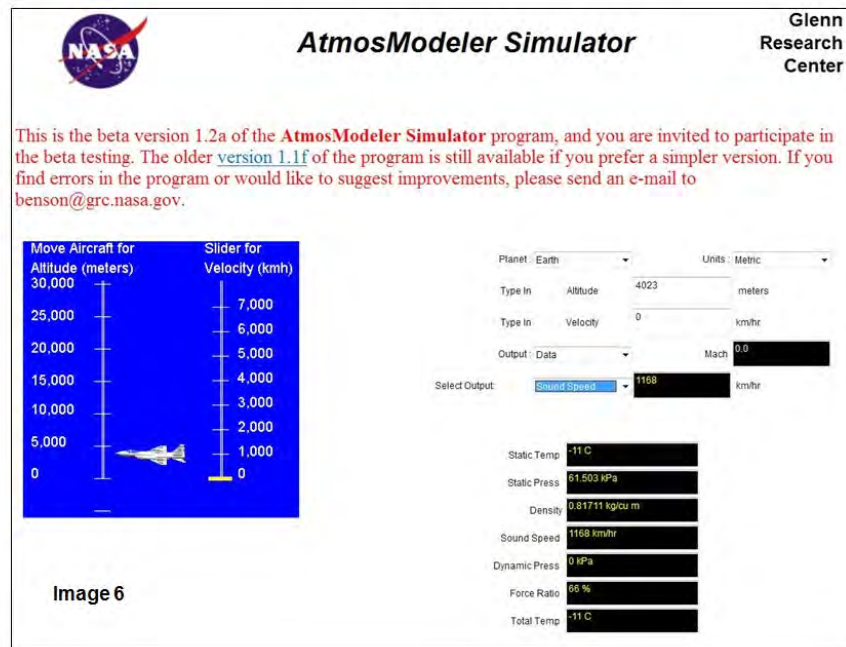 NASA
AtmosModeler Simulator
Glenn
Research
Center
This is the beta version 1.2a of the AtmosModeler Simulator program, and you are invited to participate in
the beta testing. The older version 1.1f of the program is still available if you prefer a simpler version. If you
find errors in the program or would like to suggest improvements, please send an e-mail to
benson@grc.nasa.gov.
Move Aircraft for
Altitude (meters)
30,000
25,000
20,000
15,000
10,000
5,000
0
Slider for
Velocity (kmh)
7,000
6,000
5,000
4,000
3,000
2,000
1,000
0
Planet: Earth Units: Metric
Type In Altitude 4023 meters
Type In Velocity 0 km/hr
Output: Data Mach 0.0
Select Output: Sound Speed 1168 km/hr
Static Temp -11 C
Static Press 61.503 kPa
Density 0.81711 kg/cu m
Sound Speed 1168 km/hr
Dynamic Press 0 kPa
Force Ratio 66 %
Total Temp -11 C
Image 6